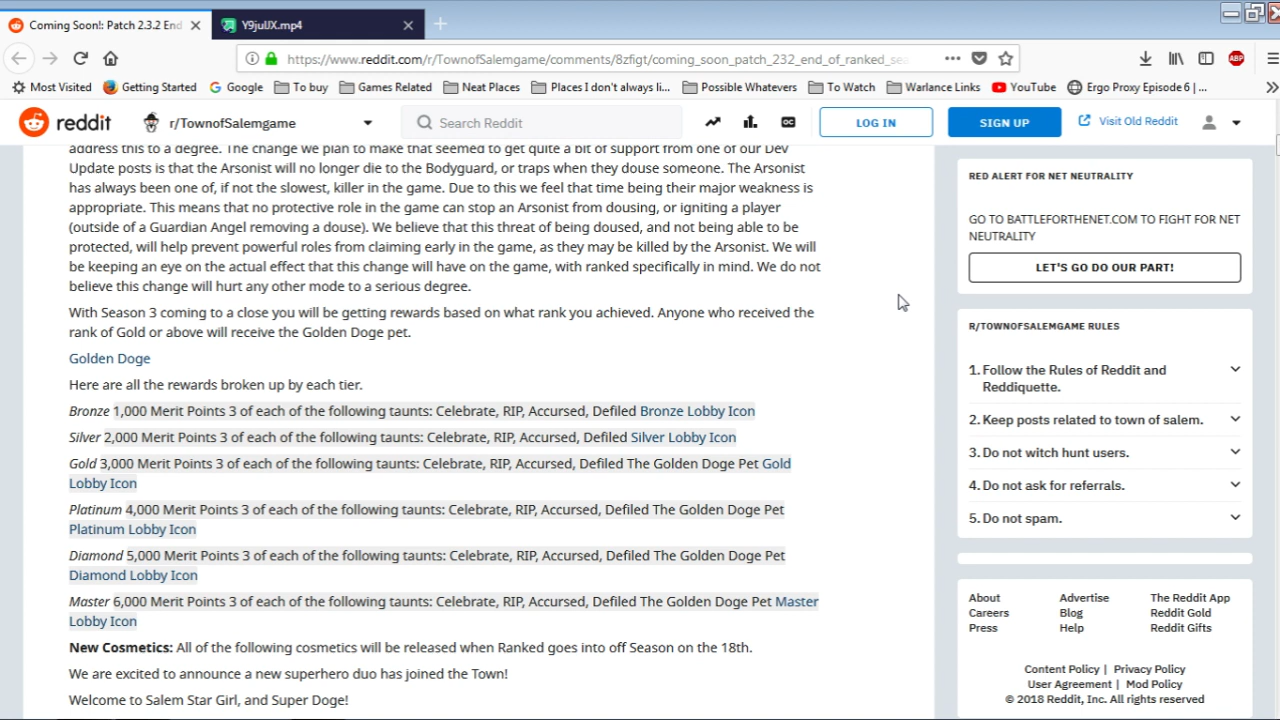 Coming Soon!: Patch 2.3.2 End
Y9julJX.mp4
https://www.reddit.com/r/TownofSalemgame/comments/8zfigt/coming_soon_patch_232_end_of_ranked_sea
Most Visited Getting Started Google To buy Games Related Neat Places Places I don't always li... Possible Whatevers To Watch Warlance Links YouTube Ergo Proxy Episode 6 | ...
reddit r/TownofSalemgame Search Reddit OC LOG IN SIGN UP Visit Old Reddit
ABP
address this to a degree. The change we plan to make that seemed to get quite a bit of support from one of our Dev
Update posts is that the Arsonist will no longer die to the Bodyguard, or traps when they douse someone. The Arsonist
has always been one of, if not the slowest, killer in the game. Due to this we feel that time being their major weakness is
appropriate. This means that no protective role in the game can stop an Arsonist from dousing, or igniting a player
(outside of a Guardian Angel removing a douse). We believe that this threat of being doused, and not being able to be
protected, will help prevent powerful roles from claiming early in the game, as they may be killed by the Arsonist. We will
be keeping an eye on the actual effect that this change will have on the game, with ranked specifically in mind. We do not
believe this change will hurt any other mode to a serious degree.
With Season 3 coming to a close you will be getting rewards based on what rank you achieved. Anyone who received the
rank of Gold or above will receive the Golden Doge pet.
Golden Doge
Here are all the rewards broken up by each tier.
Bronze 1,000 Merit Points 3 of each of the following taunts: Celebrate, RIP, Accursed, Defiled Bronze Lobby Icon
Silver 2,000 Merit Points 3 of each of the following taunts: Celebrate, RIP, Accursed, Defiled Silver Lobby Icon
Gold 3,000 Merit Points 3 of each of the following taunts: Celebrate, RIP, Accursed, Defiled The Golden Doge Pet Gold
Lobby Icon
Platinum 4,000 Merit Points 3 of each of the following taunts: Celebrate, RIP, Accursed, Defiled The Golden Doge Pet
Platinum Lobby Icon
Diamond 5,000 Merit Points 3 of each of the following taunts: Celebrate, RIP, Accursed, Defiled The Golden Doge Pet
Diamond Lobby Icon
Master 6,000 Merit Points 3 of each of the following taunts: Celebrate, RIP, Accursed, Defiled The Golden Doge Pet Master
Lobby Icon
New Cosmetics: All of the following cosmetics will be released when Ranked goes into off Season on the 18th.
We are excited to announce a new superhero duo has joined the Town!
Welcome to Salem Star Girl, and Super Doge!
RED ALERT FOR NET NEUTRALITY
GO TO BATTLEFORTHENET.COM TO FIGHT FOR NET
NEUTRALITY
LET'S GO DO OUR PART!
R/TOWNOFSALEMGAME RULES
1. Follow the Rules of Reddit and
Reddiquette.
2. Keep posts related to town of salem.
3. Do not witch hunt users.
4. Do not ask for referrals.
5. Do not spam.
About Advertise The Reddit App
Careers Blog Reddit Gold
Press Help Reddit Gifts
Content Policy | Privacy Policy
User Agreement | Mod Policy
© 2018 Reddit, Inc. All rights reserved